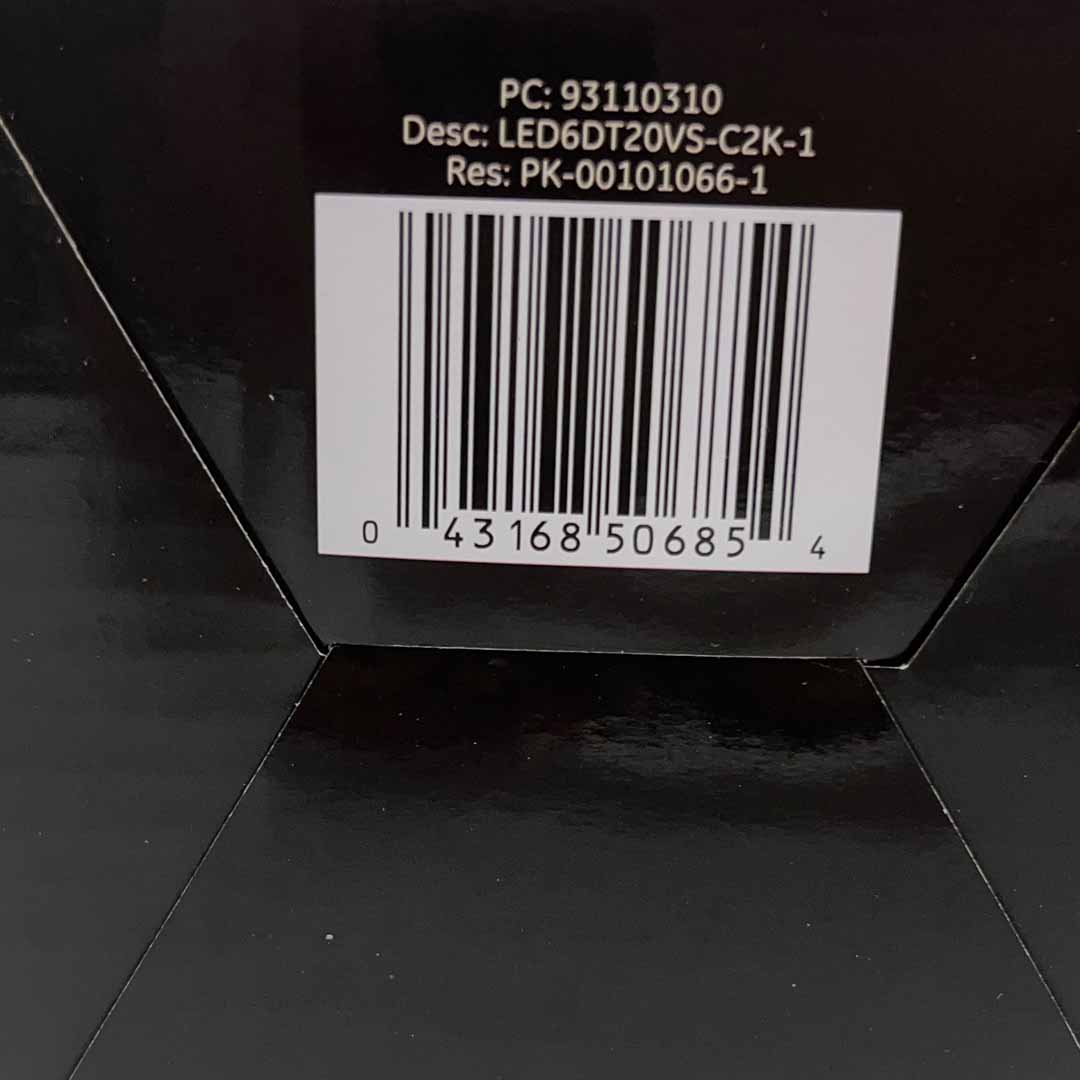 PC: 93110310
Desc: LED6DT20VS-C2K-1
Res: PK-00101066-1
0 43168 50685 4